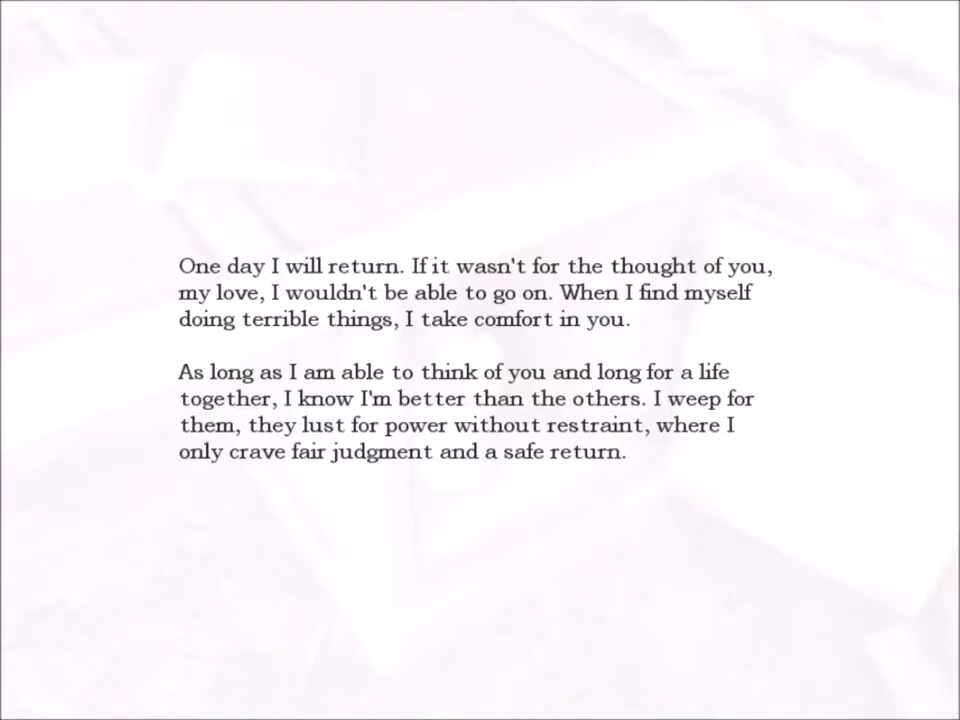 One day I will return. If it wasn't for the thought of you,
my love, I wouldn't be able to go on. When I find myself
doing terrible things, I take comfort in you.
As long as I am able to think of you and long for a life
together, I know I'm better than the others. I weep for
them, they lust for power without restraint, where I
only crave fair judgment and a safe return.